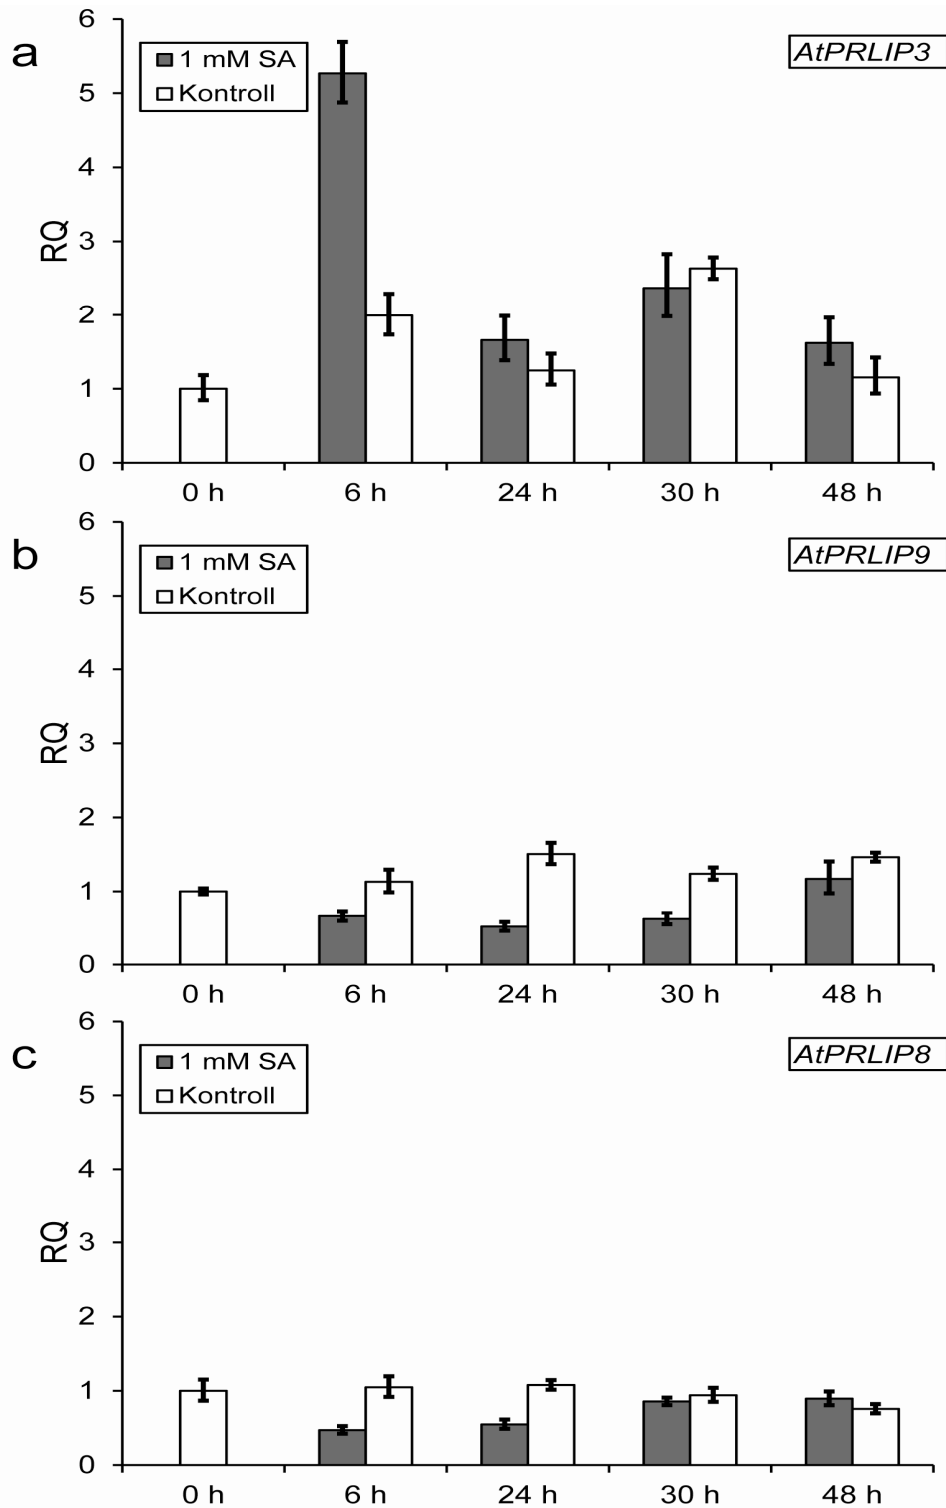 a
6
1 mM SA
AtPRLIP3
Kontroll
5
4
3
RQ
2
1
0
0 h 6 h 24 h 30 h 48 h
b
6
1 mM SA
AtPRLIP9
Kontroll
5
4
3
RQ
2
1
0
0 h 6 h 24 h 30 h 48 h
c
6
1 mM SA
AtPRLIP8
Kontroll
5
4
3
RQ
2
1
0
0 h 6 h 24 h 30 h 48 h